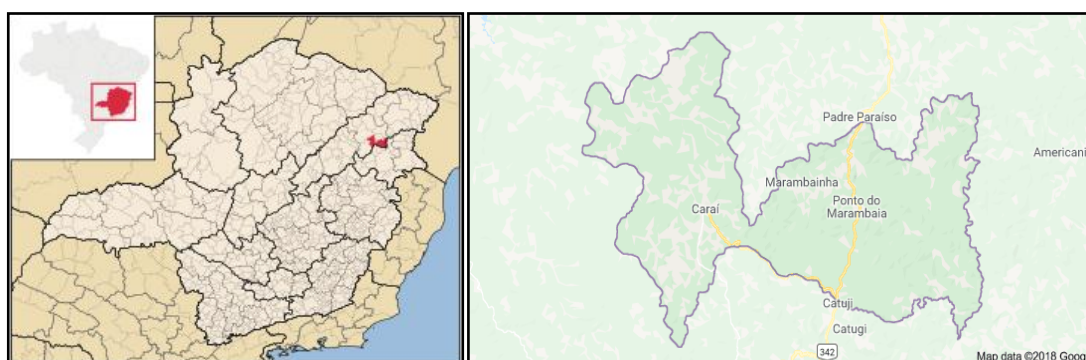 Padre Paraíso
Americani
Marambainha
Ponto do
Marambaia
Caraí
Catuji
Catugi
342
Map data ©2018 Goog